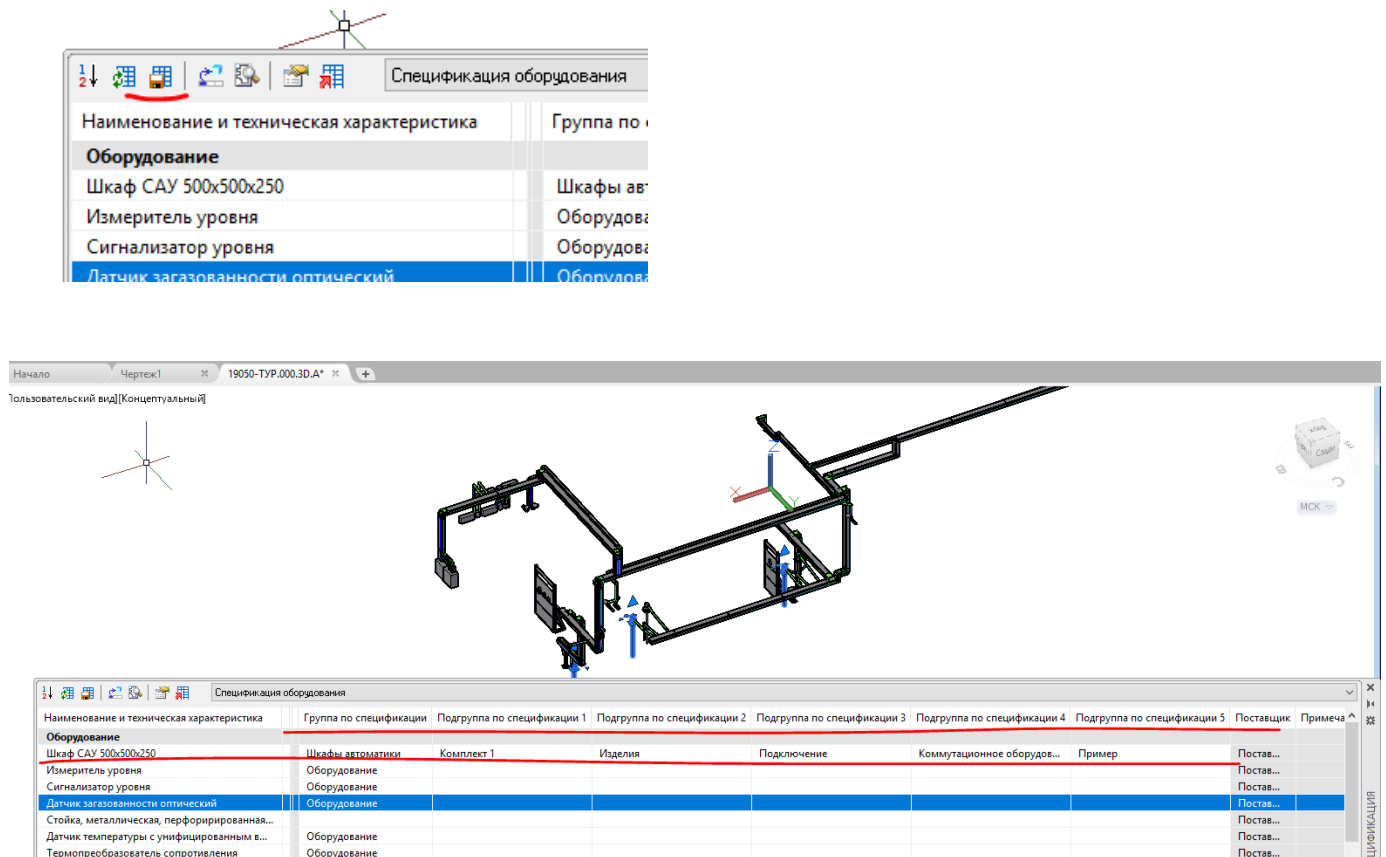 Спецификация оборудования
Наименование и техническая характеристика Группа по
Оборудование
Шкаф САУ 500х500х250 Шкафы авт
Измеритель уровня Оборудова
Сигнализатор уровня Оборудова
Датчик загазованности оптический Оборудова
Начало Чертеж1 19050-ТУР.000.3D.A* +
Пользовательский вид][Концептуальный]
Z
X Y
Сзади
МСК
Спецификация оборудования
Наименование и техническая характеристика Группа по спецификации Подгруппа по спецификации 1 Подгруппа по спецификации 2 Подгруппа по спецификации 3 Подгруппа по спецификации 4 Подгруппа по спецификации 5 Поставщик Примеча
Оборудование
Шкаф САУ 500х500х250 Шкафы автоматики Комплект 1 Изделия Подключение Коммутационное оборудов... Пример Постав...
Измеритель уровня Оборудование Постав...
Сигнализатор уровня Оборудование Постав...
Датчик загазованности оптический Оборудование Постав...
Стойка, металлическая, перфорированная... Постав...
Датчик температуры с унифицированным в... Оборудование Постав...
Термопреобразователь сопротивления Оборудование Постав...
ЦИФИКАЦИЯ